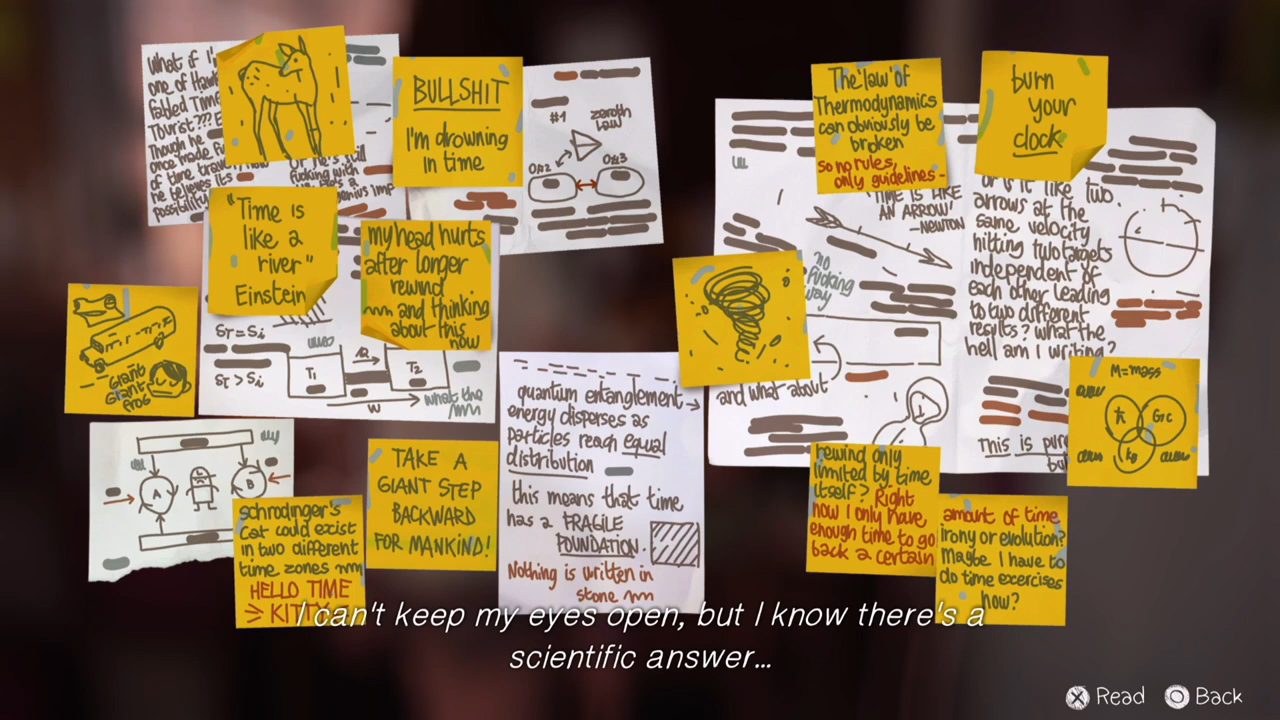 What if I'
one of Haw
fabled Time
Tourist??? E
Though he
once made fu
of time trav
he believes it's
possibility
or he's still
fucking with
BULLSHIT
I'm drowning
in time
#1
zeroth
law
Ob#2
Ob#3
"Time is
like a
river"
Einstein
my head hurts
after longer
rewind
and thinking
about this
now
Giant
Giant
frog
ST = Si
ST > Si
T1
T2
W
what the
A
B
schrodinger's
cat could exist
in two different
time zones
HELLO TIME
KITTY
TAKE A
GIANT STEP
BACKWARD
FOR MANKIND!
quantum entanglement
energy disperses as
particles reach equal
distribution
this means that time
has a FRAGILE
FOUNDATION.
Nothing is written in
stone
The 'law' of
Thermodynamics
can obviously be
broken
so no rules,
only guidelines-
burn
your
clock
"TIME IS LIKE
AN ARROW'
-NEWTON
no
fucking
way
and what about
or is it like two
arrows at the
same velocity
hitting two targets
independent of
each other leading
to two different
results? What the
hell am I writing?
This is pure
bul
M=mass
Gc
rewind only
limited by time
itself? Right
now I only have
enough time to go
back a certain
amount of time
irony or evolution?
Maybe I have to
do time exercises
how?
I can't keep my eyes open, but I know there's a
scientific answer...
Read Back